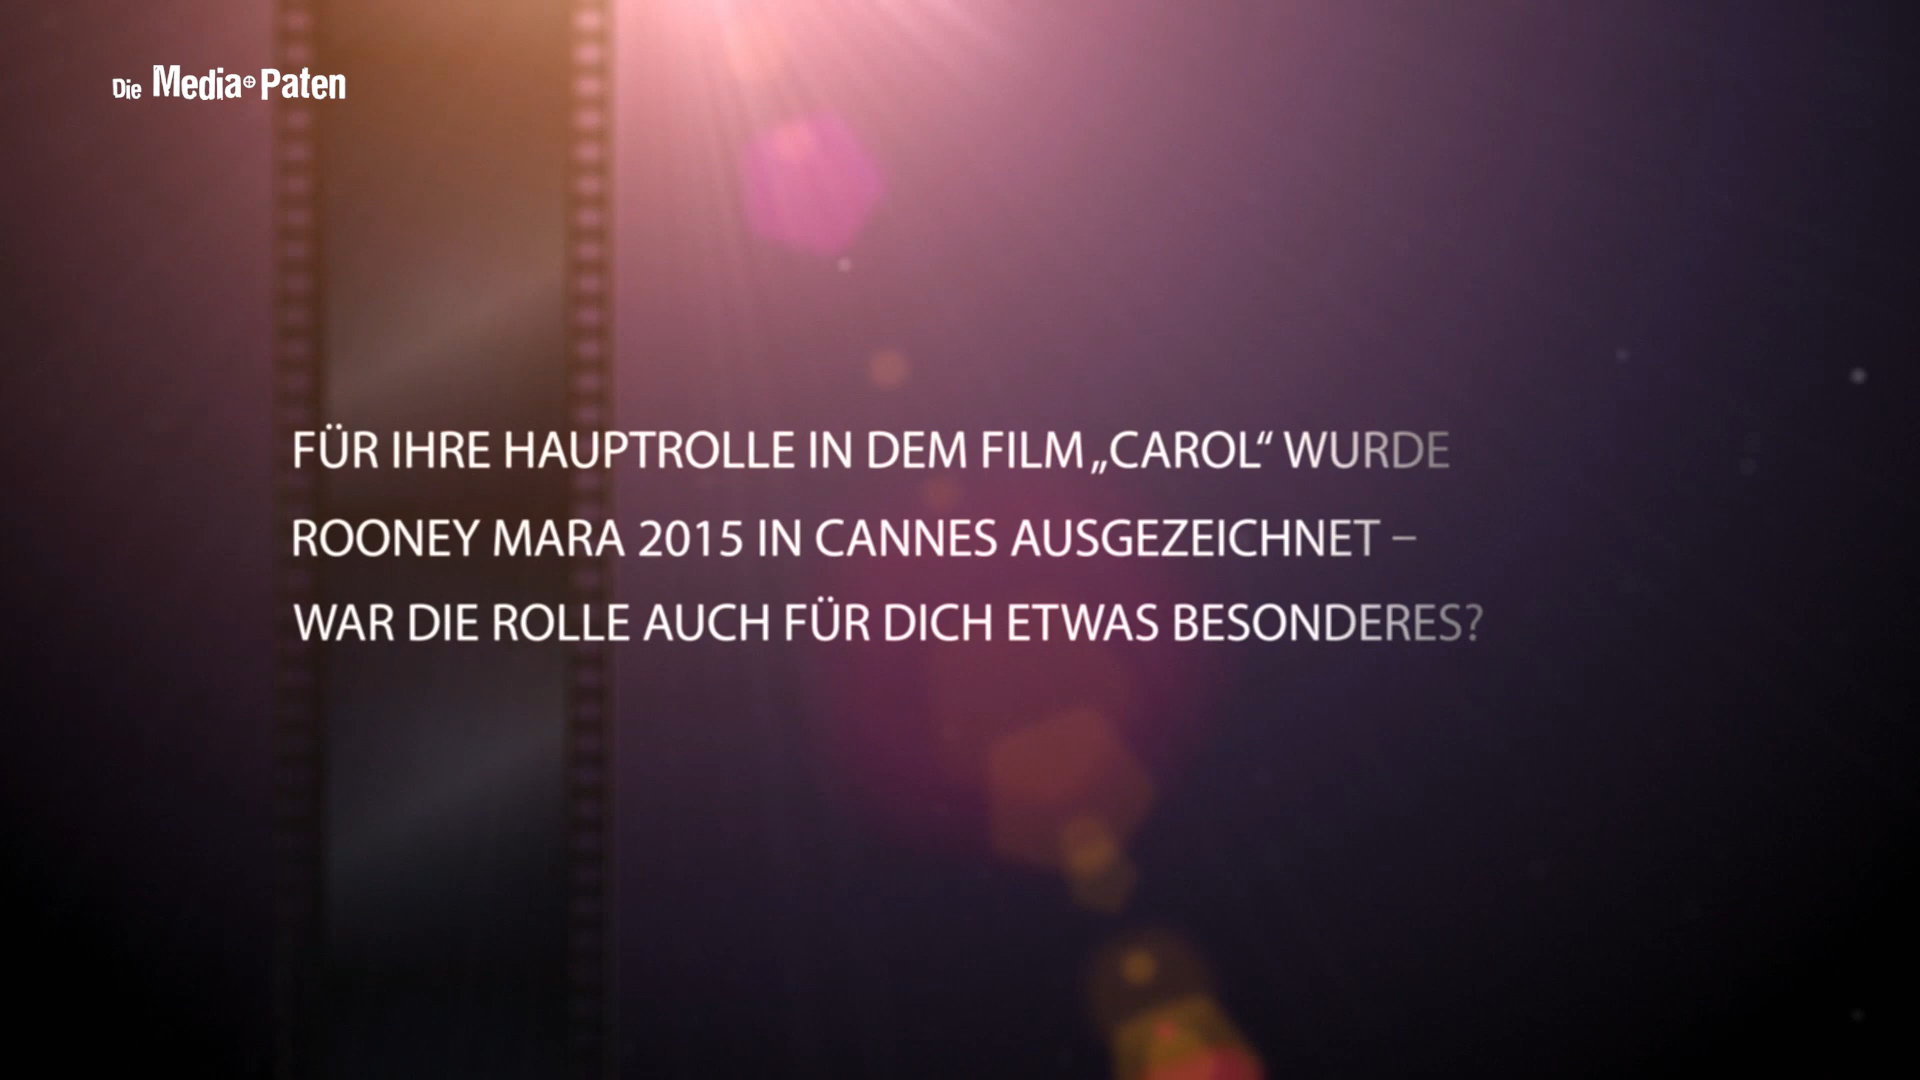 Die Media Paten
FÜR IHRE HAUPTROLLE IN DEM FILM „CAROL“ WURDE
ROONEY MARA 2015 IN CANNES AUSGEZEICHNET –
WAR DIE ROLLE AUCH FÜR DICH ETWAS BESONDERES?